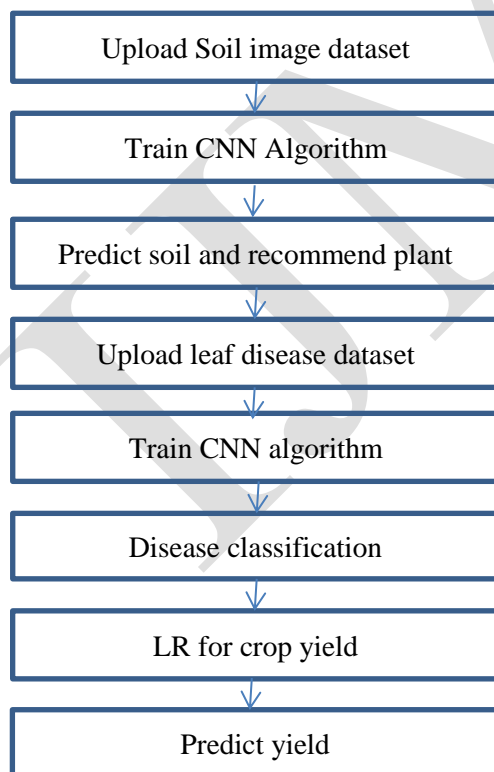 Upload Soil image dataset
Train CNN Algorithm
Predict soil and recommend plant
Upload leaf disease dataset
Train CNN algorithm
Disease classification
LR for crop yield
Predict yield